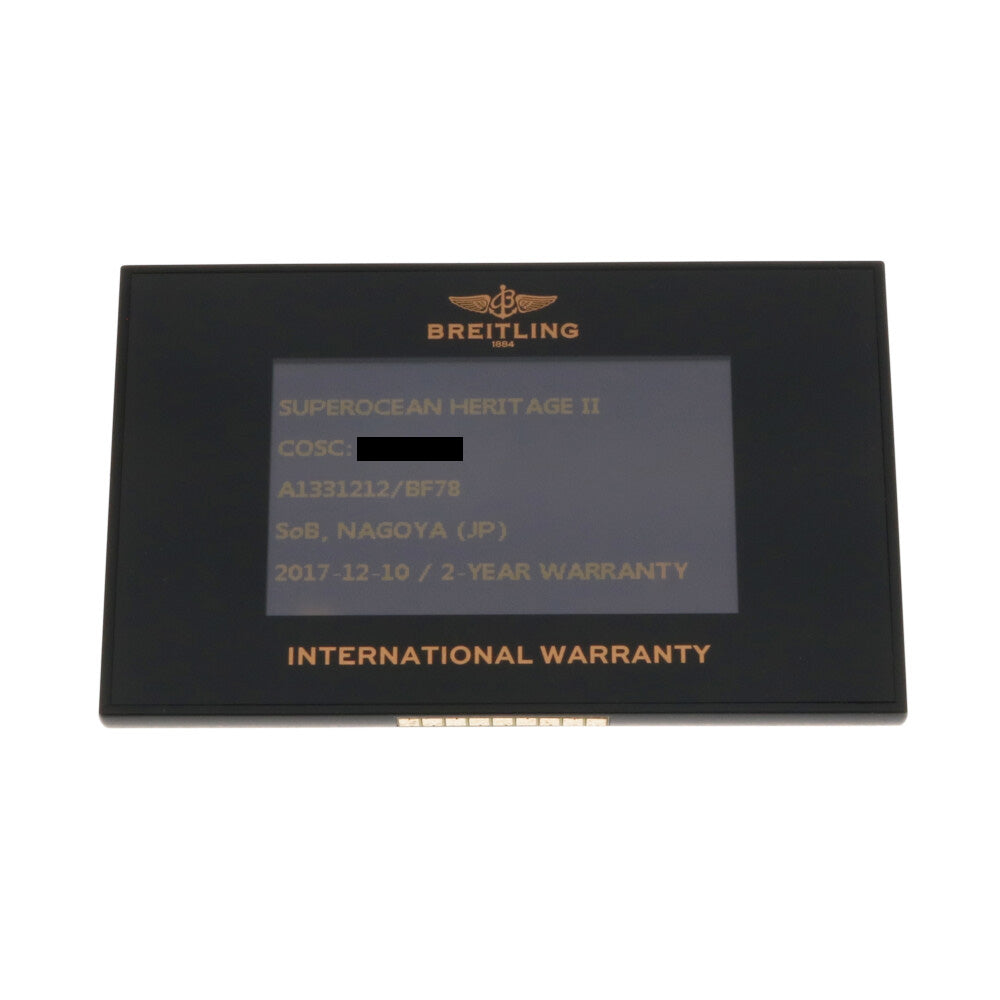 BREITLING
1884
SUPEROCEAN HERITAGE II
COSC:
A1331212/BF78
SoB, NAGOYA (JP)
2017-12-10 / 2-YEAR WARRANTY
INTERNATIONAL WARRANTY